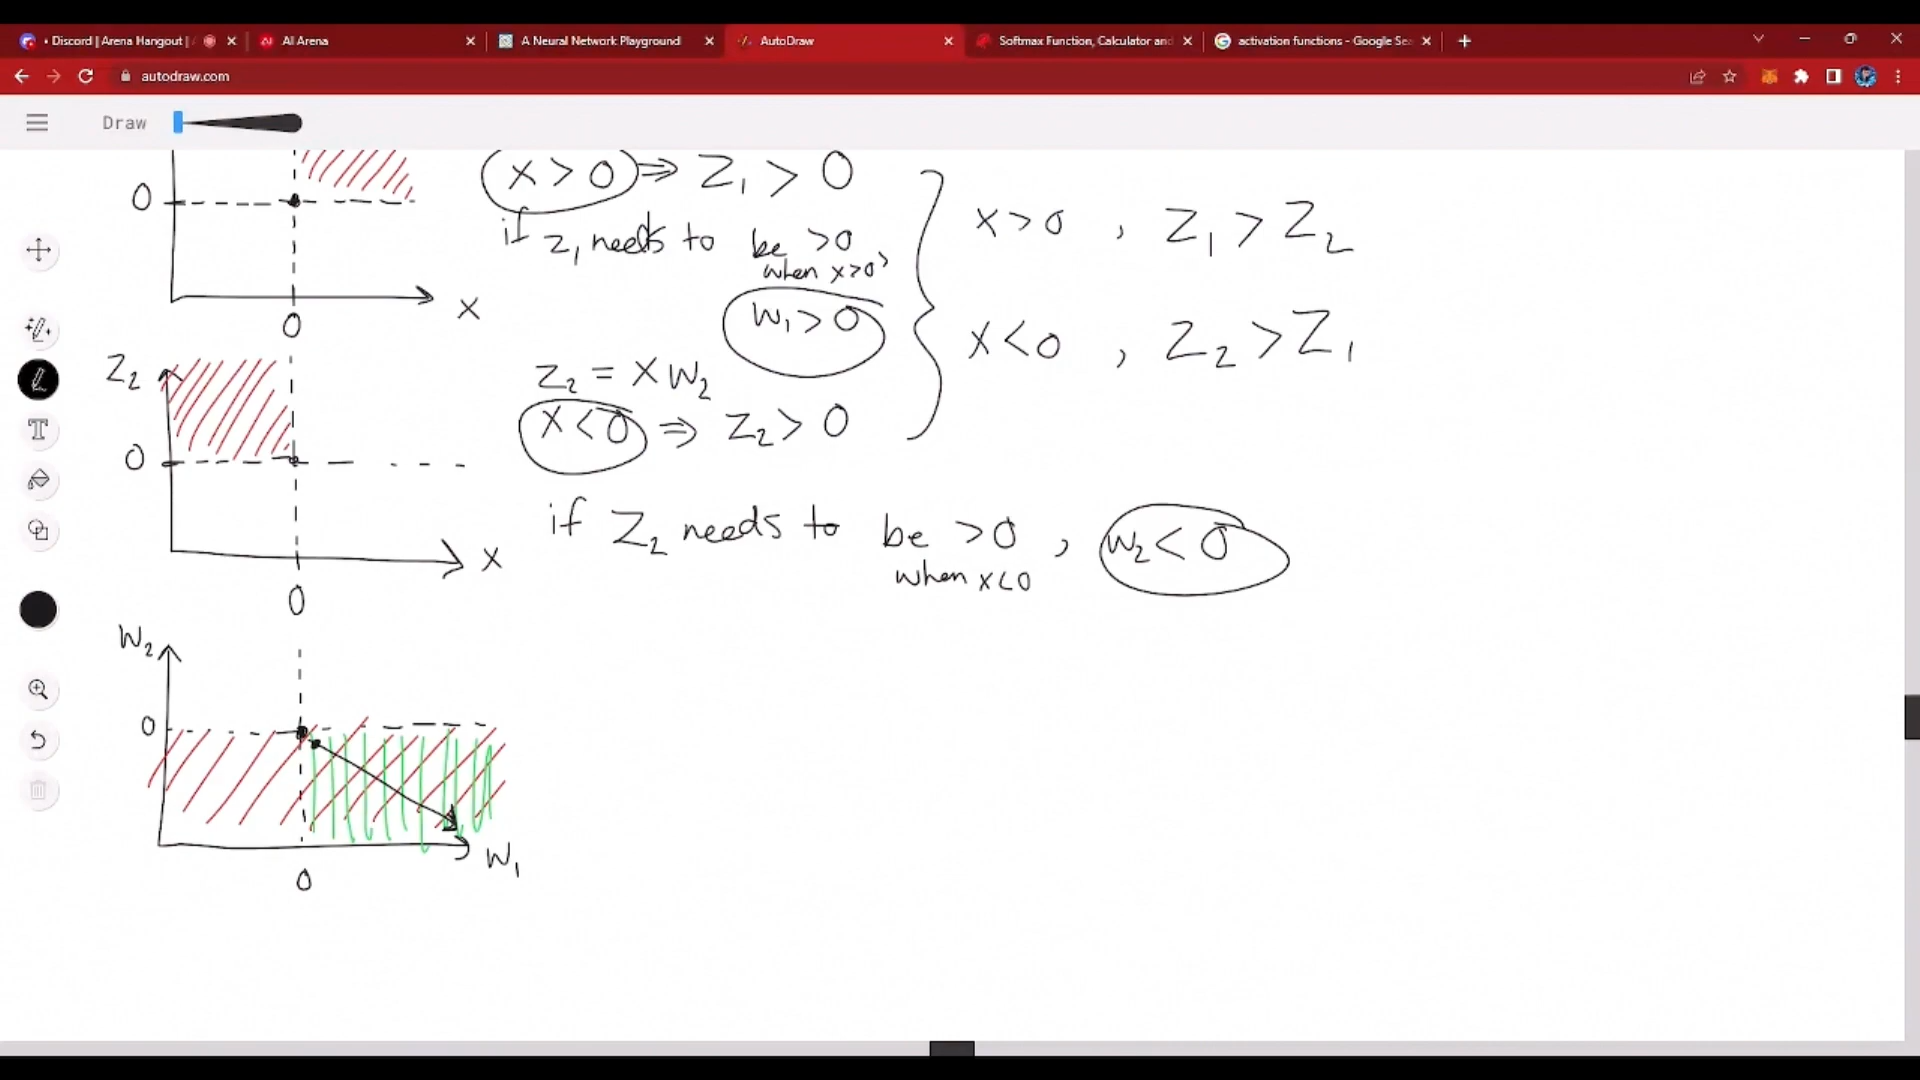 • Discord | Arena Hangout |
AI Arena
A Neural Network Playground
AutoDraw
Softmax Function, Calculator and
activation functions - Google Se
autodraw.com
Draw
0
x > 0 ⇒ Z₁ > 0
if z₁ needs to be >0
when x>0,
w₁ > 0
X
0
x > 0 , Z₁ > Z₂
x < 0 , Z₂ > Z₁
Z₂
0
Z₂ = X W₂
X < 0 ⇒ Z₂ > 0
if Z₂ needs to be >0 , W₂ < 0
when x<0
X
0
W₂
0
W₁
0